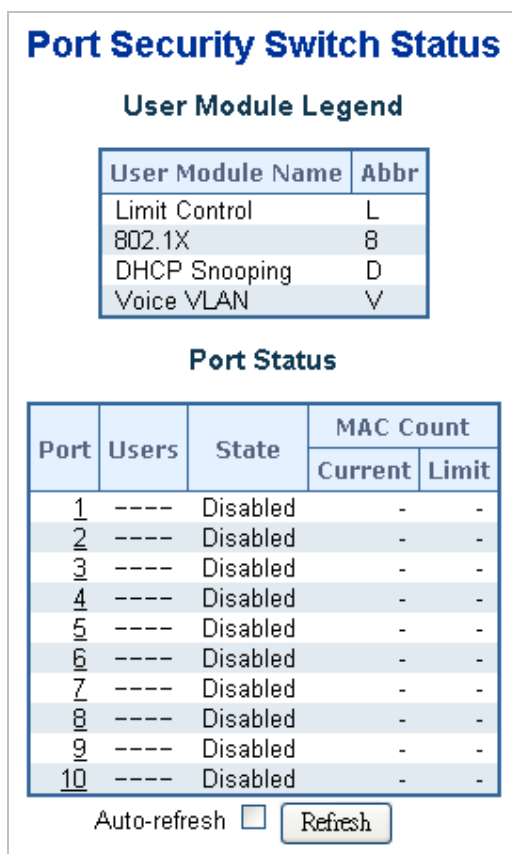 Port Security Switch Status
User Module Legend
User Module Name Abbr
Limit Control L
802.1X 8
DHCP Snooping D
Voice VLAN V
Port Status
Port Users State MAC Count
Current Limit
1 ---- Disabled - -
2 ---- Disabled - -
3 ---- Disabled - -
4 ---- Disabled - -
5 ---- Disabled - -
6 ---- Disabled - -
7 ---- Disabled - -
8 ---- Disabled - -
9 ---- Disabled - -
10 ---- Disabled - -
Auto-refresh Refresh